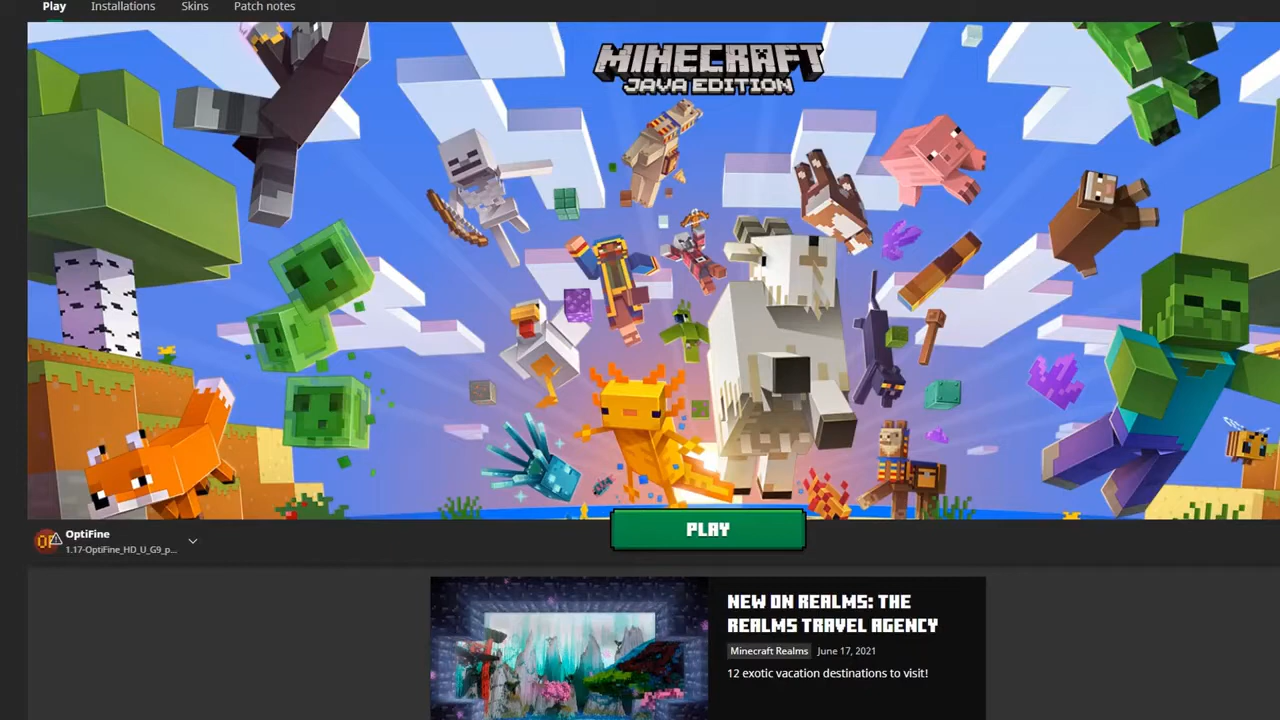 Play
Installations
Skins
Patch notes
MINECRAFT
JAVA EDITION
OptiFine
1.17-OptiFine_HD_U_G9_p...
PLAY
NEW ON REALMS: THE
REALMS TRAVEL AGENCY
Minecraft Realms
June 17, 2021
12 exotic vacation destinations to visit!